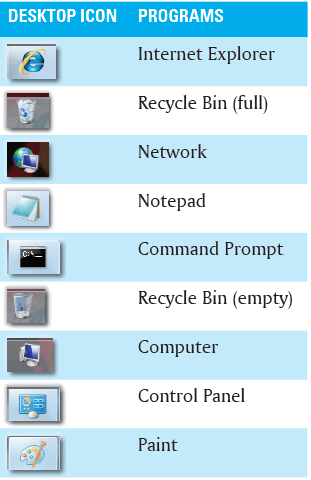 DESKTOP ICON PROGRAMS
Internet Explorer
Recycle Bin (full)
Network
Notepad
C:\_ Command Prompt
Recycle Bin (empty)
Computer
Control Panel
Paint